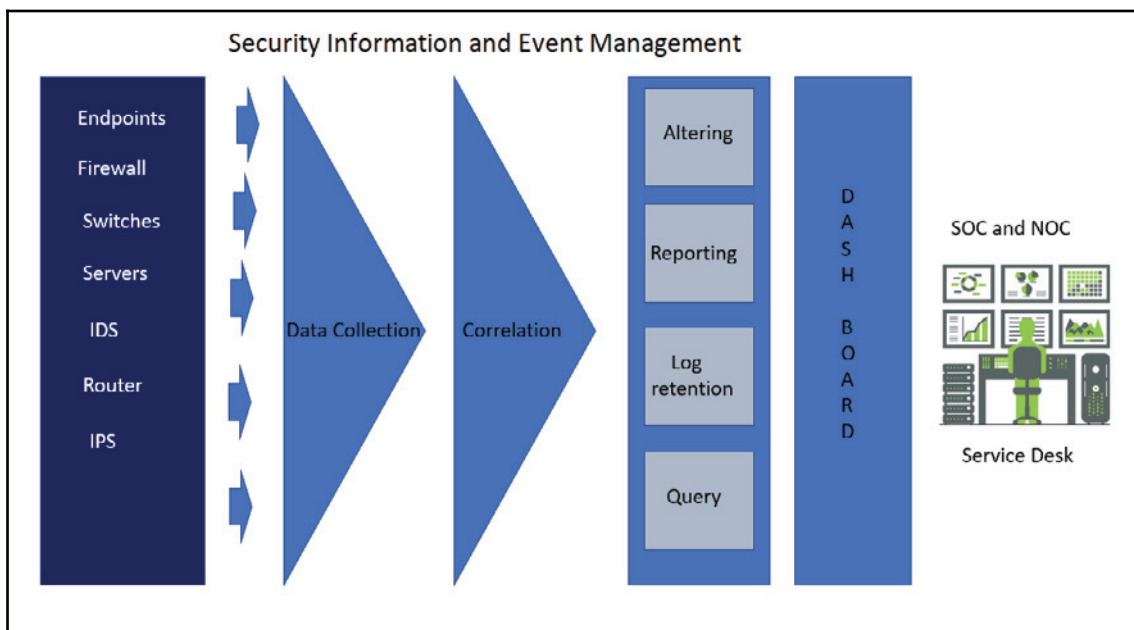 Security Information and Event Management
Endpoints
Firewall
Switches
Servers
IDS
Router
IPS
Data Collection
Correlation
Altering
Reporting
Log
retention
Query
D
A
S
H
B
O
A
R
D
SOC and NOC
Service Desk